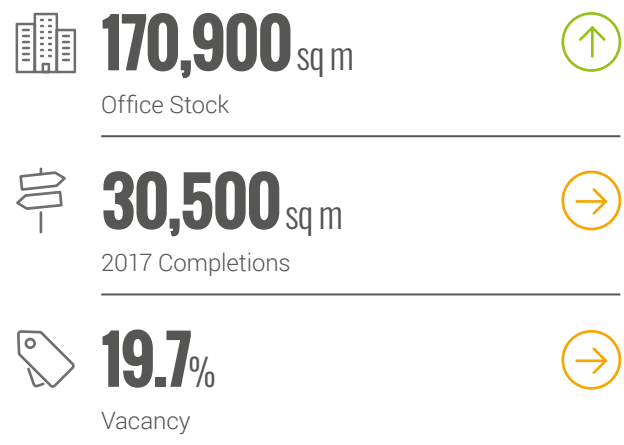 170,900 sq m
Office Stock
30,500 sq m
2017 Completions
19.7%
Vacancy